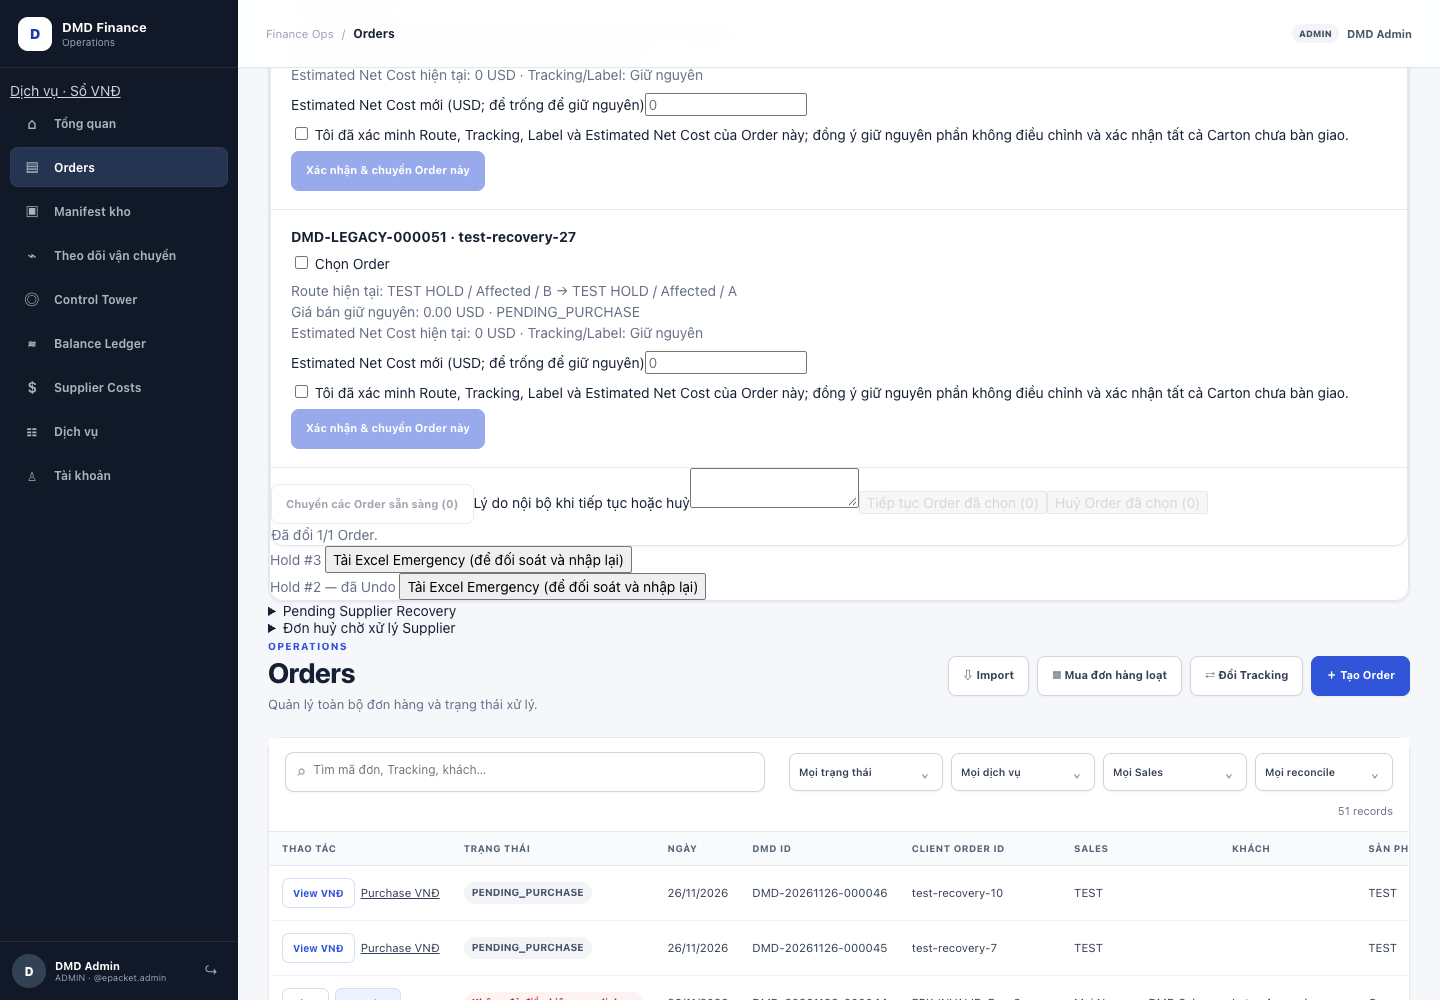 D
DMD Finance
Operations
Finance Ops / Orders
ADMIN DMD Admin
Dịch vụ · Sổ VNĐ
Tổng quan
Orders
Manifest kho
Theo dõi vận chuyển
Control Tower
Balance Ledger
Supplier Costs
Dịch vụ
Tài khoản
Estimated Net Cost hiện tại: 0 USD · Tracking/Label: Giữ nguyên
Estimated Net Cost mới (USD; để trống để giữ nguyên) 0
Tôi đã xác minh Route, Tracking, Label và Estimated Net Cost của Order này; đồng ý giữ nguyên phần không điều chỉnh và xác nhận tất cả Carton chưa bàn giao.
Xác nhận & chuyển Order này
DMD-LEGACY-000051 · test-recovery-27
Chọn Order
Route hiện tại: TEST HOLD / Affected / B → TEST HOLD / Affected / A
Giá bán giữ nguyên: 0.00 USD · PENDING_PURCHASE
Estimated Net Cost hiện tại: 0 USD · Tracking/Label: Giữ nguyên
Estimated Net Cost mới (USD; để trống để giữ nguyên) 0
Tôi đã xác minh Route, Tracking, Label và Estimated Net Cost của Order này; đồng ý giữ nguyên phần không điều chỉnh và xác nhận tất cả Carton chưa bàn giao.
Xác nhận & chuyển Order này
Chuyển các Order sẵn sàng (0) Lý do nội bộ khi tiếp tục hoặc huỷ Tiếp tục Order đã chọn (0) Huỷ Order đã chọn (0)
Đã đổi 1/1 Order.
Hold #3 Tải Excel Emergency (để đối soát và nhập lại)
Hold #2 — đã Undo Tải Excel Emergency (để đối soát và nhập lại)
Pending Supplier Recovery
Đơn huỷ chờ xử lý Supplier
OPERATIONS
Orders
Quản lý toàn bộ đơn hàng và trạng thái xử lý.
Import Mua đơn hàng loạt Đổi Tracking + Tạo Order
Tìm mã đơn, Tracking, khách... Mọi trạng thái Mọi dịch vụ Mọi Sales Mọi reconcile
51 records
THAO TÁC TRẠNG THÁI NGÀY DMD ID CLIENT ORDER ID SALES KHÁCH SẢN PH
View VNĐ Purchase VNĐ PENDING_PURCHASE 26/11/2026 DMD-20261126-000046 test-recovery-10 TEST TEST
View VNĐ Purchase VNĐ PENDING_PURCHASE 26/11/2026 DMD-20261126-000045 test-recovery-7 TEST TEST
D
DMD Admin
ADMIN · @epacket.admin